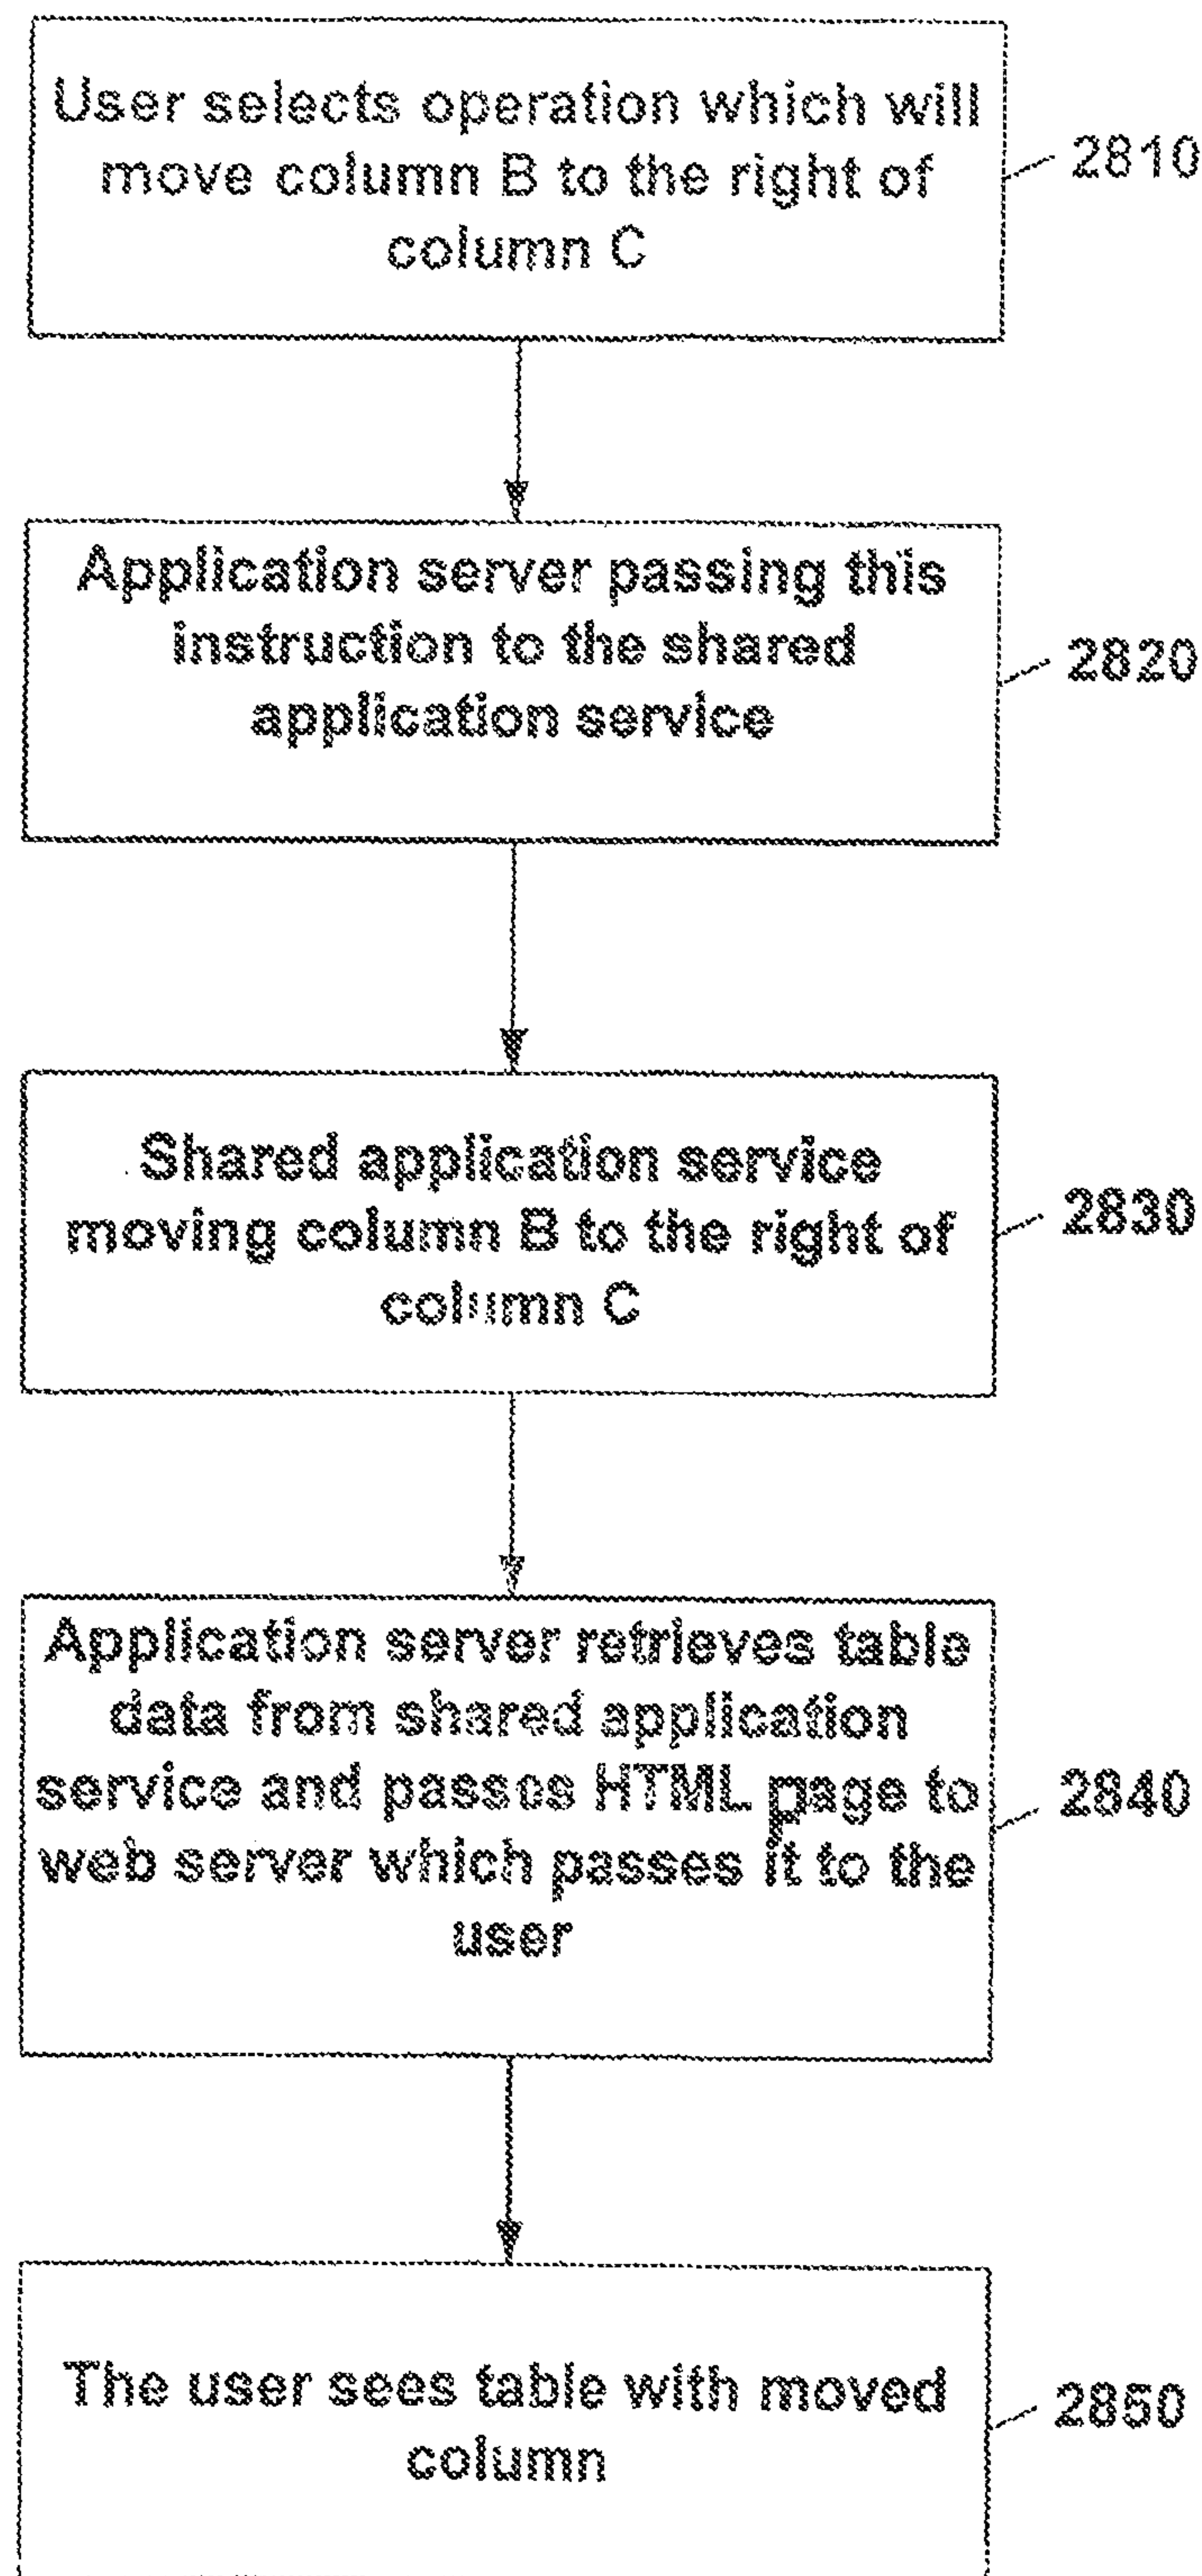 User selects operation which will
move column B to the right of
column C
2810
Application server passing this
instruction to the shared
application service
2820
Shared application service
moving column B to the right of
column C
2830
Application server retrieves table
data from shared application
service and passes HTML page to
web server which passes it to the
user
2840
The user sees table with moved
column
2850